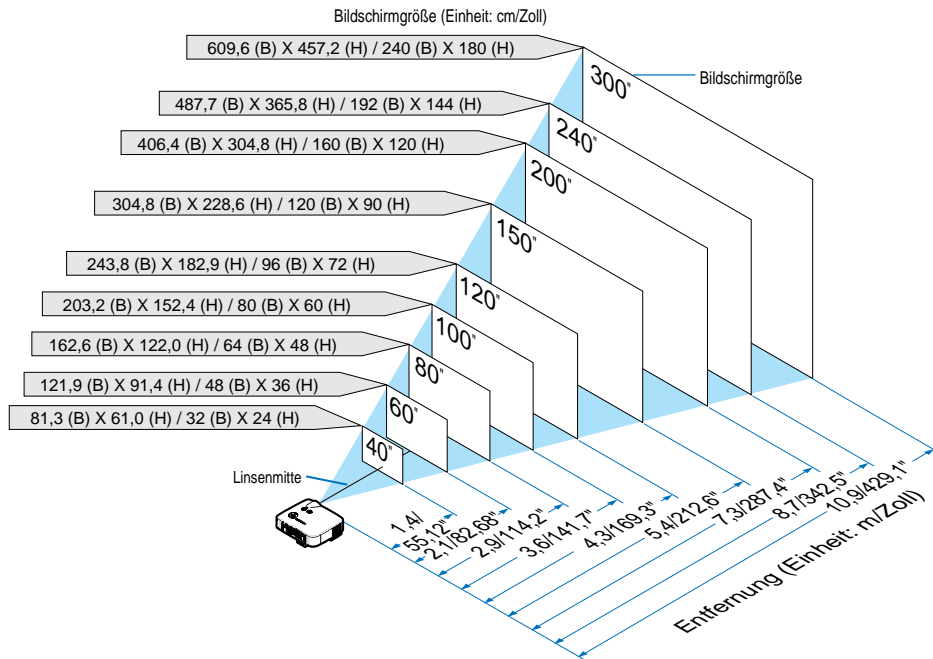 Bildschirmgröße (Einheit: cm/Zoll)
609,6 (B) X 457,2 (H) / 240 (B) X 180 (H)
300"
Bildschirmgröße
487,7 (B) X 365,8 (H) / 192 (B) X 144 (H)
240"
406,4 (B) X 304,8 (H) / 160 (B) X 120 (H)
200"
304,8 (B) X 228,6 (H) / 120 (B) X 90 (H)
150"
243,8 (B) X 182,9 (H) / 96 (B) X 72 (H)
120"
203,2 (B) X 152,4 (H) / 80 (B) X 60 (H)
100"
162,6 (B) X 122,0 (H) / 64 (B) X 48 (H)
80"
121,9 (B) X 91,4 (H) / 48 (B) X 36 (H)
60"
81,3 (B) X 61,0 (H) / 32 (B) X 24 (H)
40"
Linsenmitte
1,4/
55,12"
2,1/82,68"
2,9/114,2"
3,6/141,7"
4,3/169,3"
5,4/212,6"
7,3/287,4"
8,7/342,5"
10,9/429,1"
Entfernung (Einheit: m/Zoll)